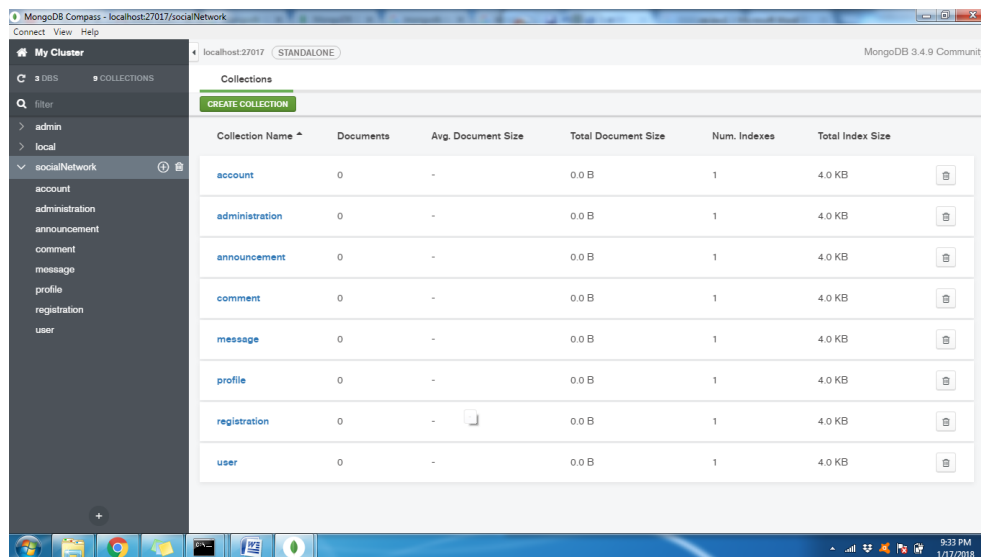 MongoDB Compass - localhost:27017/socialNetwork
Connect View Help
My Cluster
3 DBS 9 COLLECTIONS
filter
admin
local
socialNetwork
account
administration
announcement
comment
message
profile
registration
user
localhost:27017 STANDALONE MongoDB 3.4.9 Communit
Collections
CREATE COLLECTION
Collection Name Documents Avg. Document Size Total Document Size Num. Indexes Total Index Size
account 0 - 0.0 B 1 4.0 KB
administration 0 - 0.0 B 1 4.0 KB
announcement 0 - 0.0 B 1 4.0 KB
comment 0 - 0.0 B 1 4.0 KB
message 0 - 0.0 B 1 4.0 KB
profile 0 - 0.0 B 1 4.0 KB
registration 0 - 0.0 B 1 4.0 KB
user 0 - 0.0 B 1 4.0 KB
9:33 PM
1/17/2018